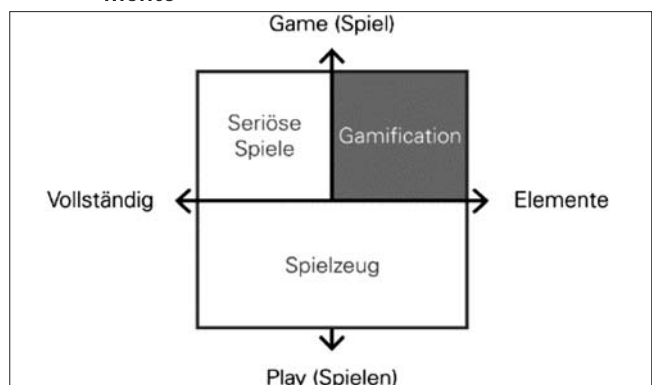 Game (Spiel)
Seriöse
Spiele
Gamification
Vollständig
Elemente
Spielzeug
Play (Spielen)